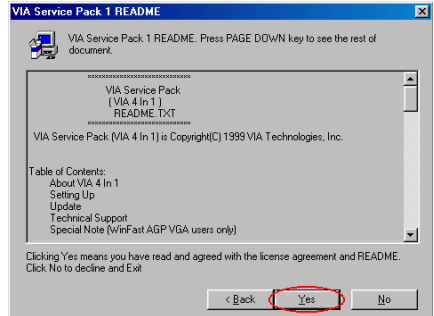 VIA Service Pack 1 README
VIA Service Pack 1 README. Press PAGE DOWN key to see the rest of
document.
xxxxxxxxxxxxxxxxxxxxxxxxxxxxx
VIA Service Pack
( VIA 4 In 1 )
README.TXT
xxxxxxxxxxxxxxxxxxxxxxxxxxxxx
VIA Service Pack (VIA 4 in 1) is Copyright(C) 1999 VIA Technologies, Inc.
Table of Contents:
About VIA 4 In 1
Setting Up
Update
Technical Support
Special Note (WinFast AGP VGA users only)
Clicking Yes means you have read and agreed with the license agreement and README.
Click No to decline and Exit
< Back Yes No